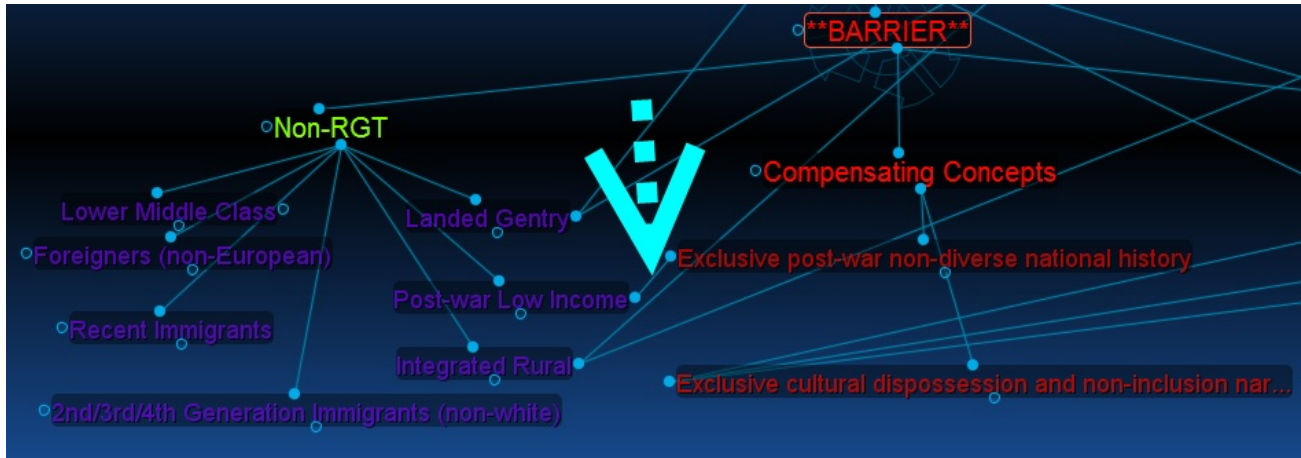 **BARRIER**
Non-RGT
Compensating Concepts
Lower Middle Class
Landed Gentry
Foreigners (non-European)
Exclusive post-war non-diverse national history
Post-war Low Income
Recent Immigrants
Integrated Rural
Exclusive cultural dispossession and non-inclusion nar...
2nd/3rd/4th Generation Immigrants (non-white)